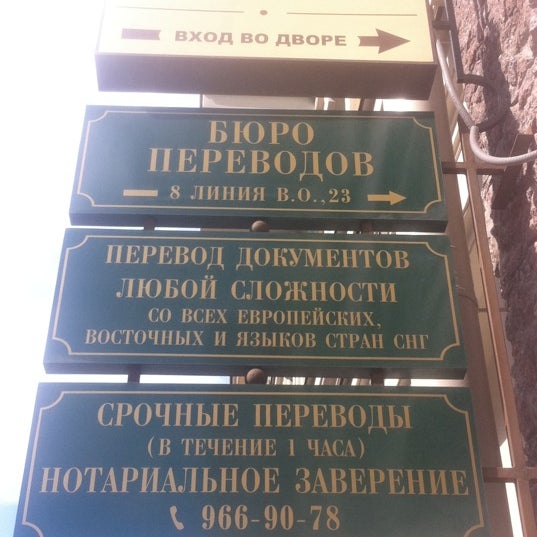 ВХОД ВО ДВОРЕ
БЮРО
ПЕРЕВОДОВ
8 ЛИНИЯ В.О.,23
ПЕРЕВОД ДОКУМЕНТОВ
ЛЮБОЙ СЛОЖНОСТИ
СО ВСЕХ ЕВРОПЕЙСКИХ,
ВОСТОЧНЫХ И ЯЗЫКОВ СТРАН СНГ
СРОЧНЫЕ ПЕРЕВОДЫ
(В ТЕЧЕНИЕ 1 ЧАСА)
НОТАРИАЛЬНОЕ ЗАВЕРЕНИЕ
966-90-78